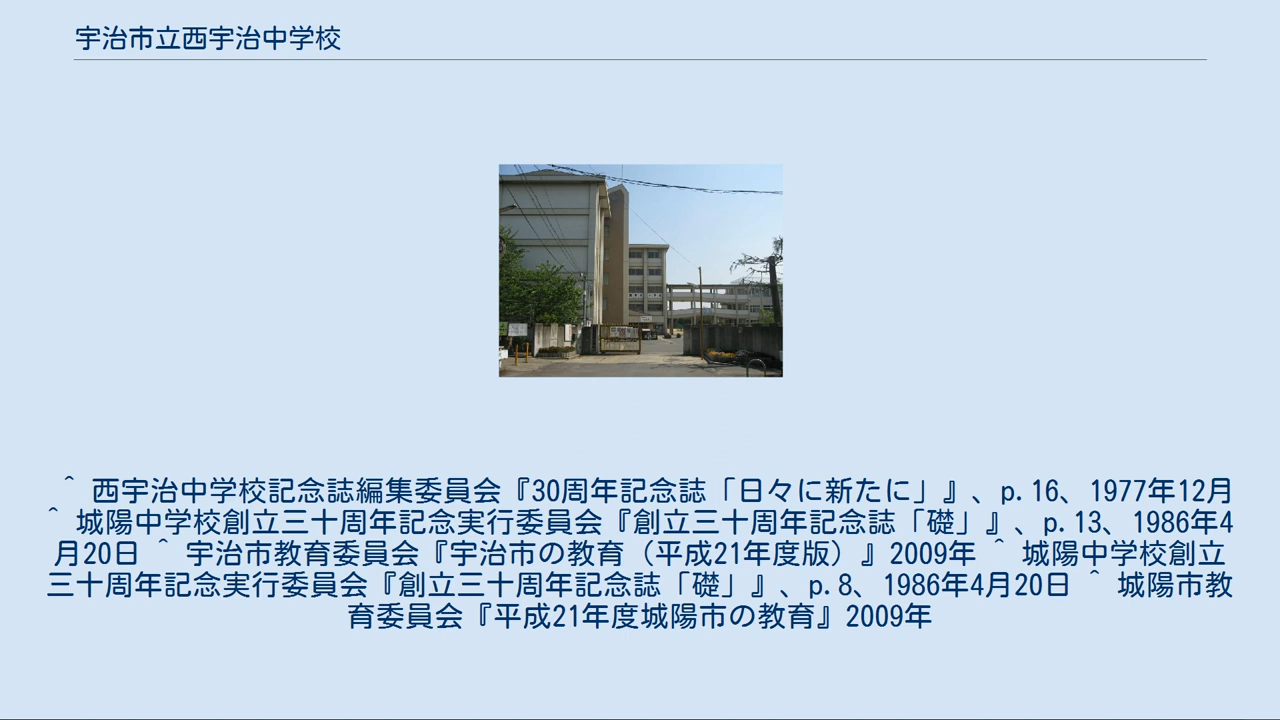 宇治市立西宇治中学校
^ 西宇治中学校記念誌編集委員会『30周年記念誌「日々に新たに」』、p.16、1977年12月
^ 城陽中学校創立三十周年記念実行委員会『創立三十周年記念誌「礎」』、p.13、1986年4
月20日 ^ 宇治市教育委員会『宇治市の教育（平成21年度版）』2009年 ^ 城陽中学校創立
三十周年記念実行委員会『創立三十周年記念誌「礎」』、p.8、1986年4月20日 ^ 城陽市教
育委員会『平成21年度城陽市の教育』2009年